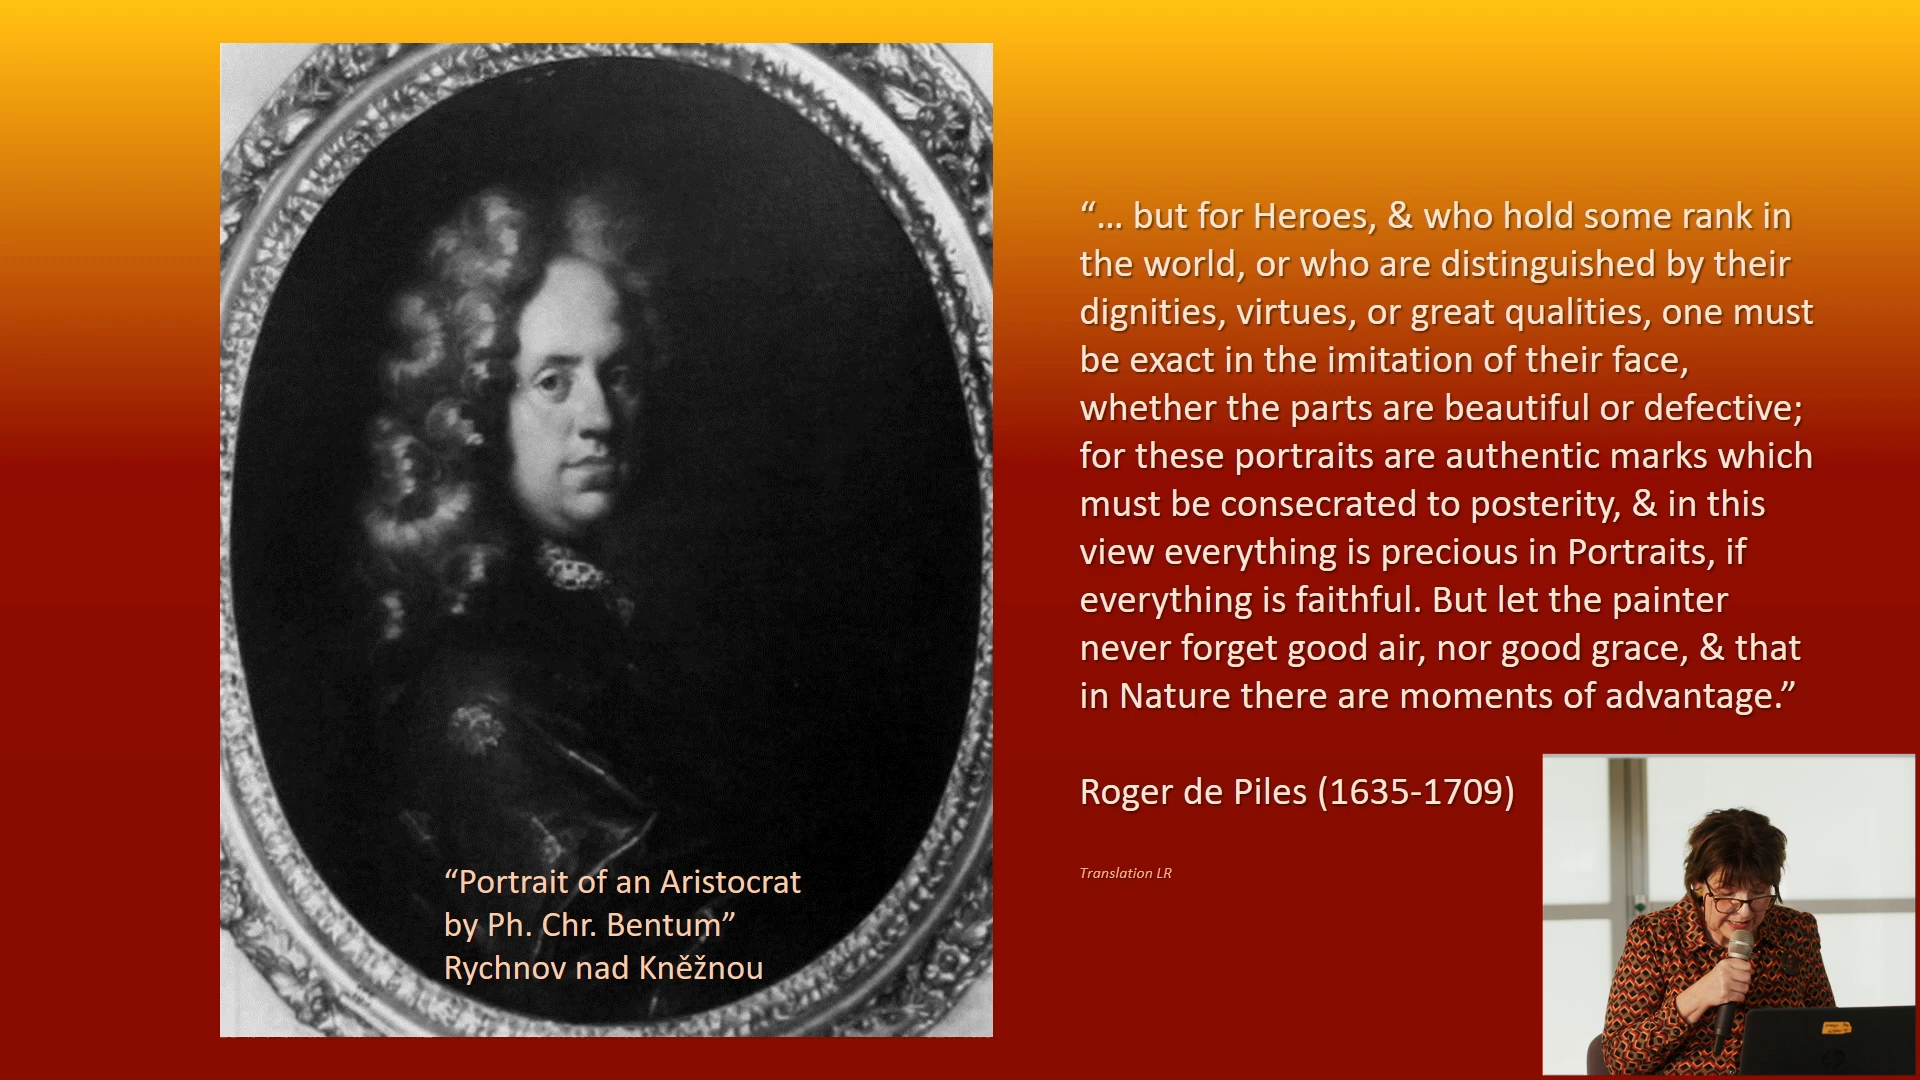 “... but for Heroes, & who hold some rank in
the world, or who are distinguished by their
dignities, virtues, or great qualities, one must
be exact in the imitation of their face,
whether the parts are beautiful or defective;
for these portraits are authentic marks which
must be consecrated to posterity, & in this
view everything is precious in Portraits, if
everything is faithful. But let the painter
never forget good air, nor good grace, & that
in Nature there are moments of advantage.”
Roger de Piles (1635-1709)
Translation LR
“Portrait of an Aristocrat
by Ph. Chr. Bentum”
Rychnov nad Kněžnou